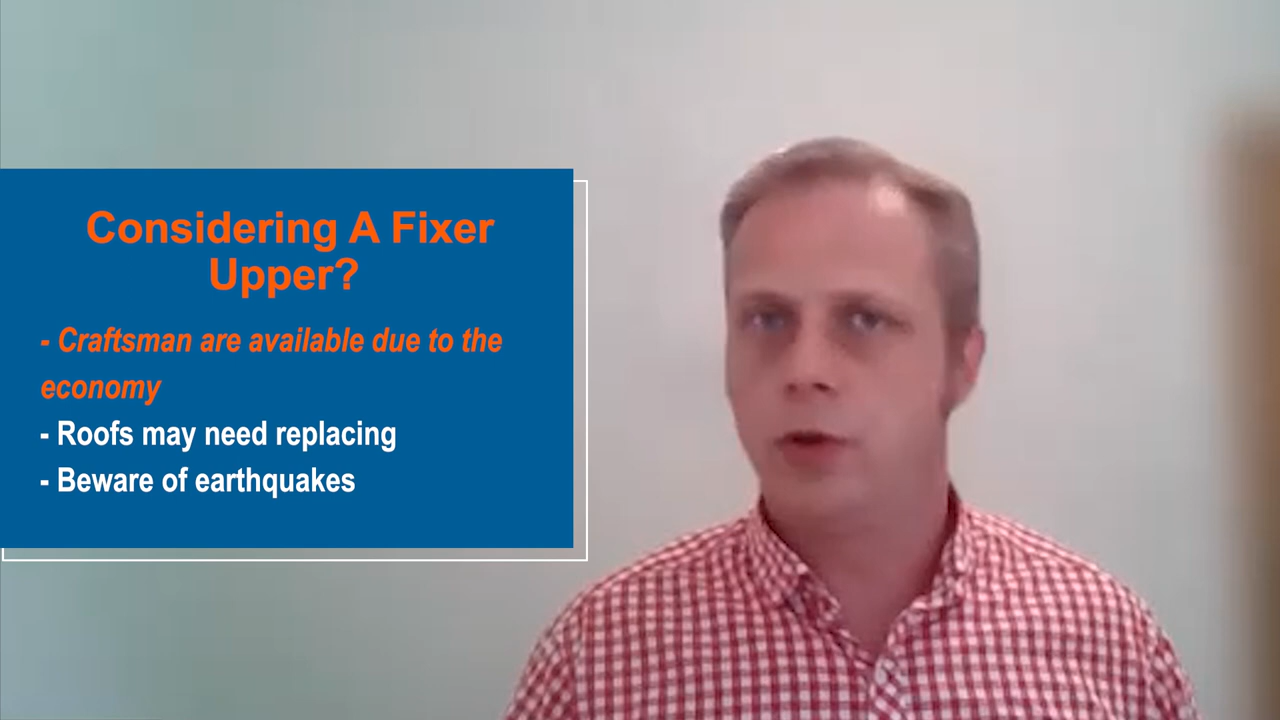 Considering A Fixer
Upper?
- Craftsman are available due to the
economy
- Roofs may need replacing
- Beware of earthquakes